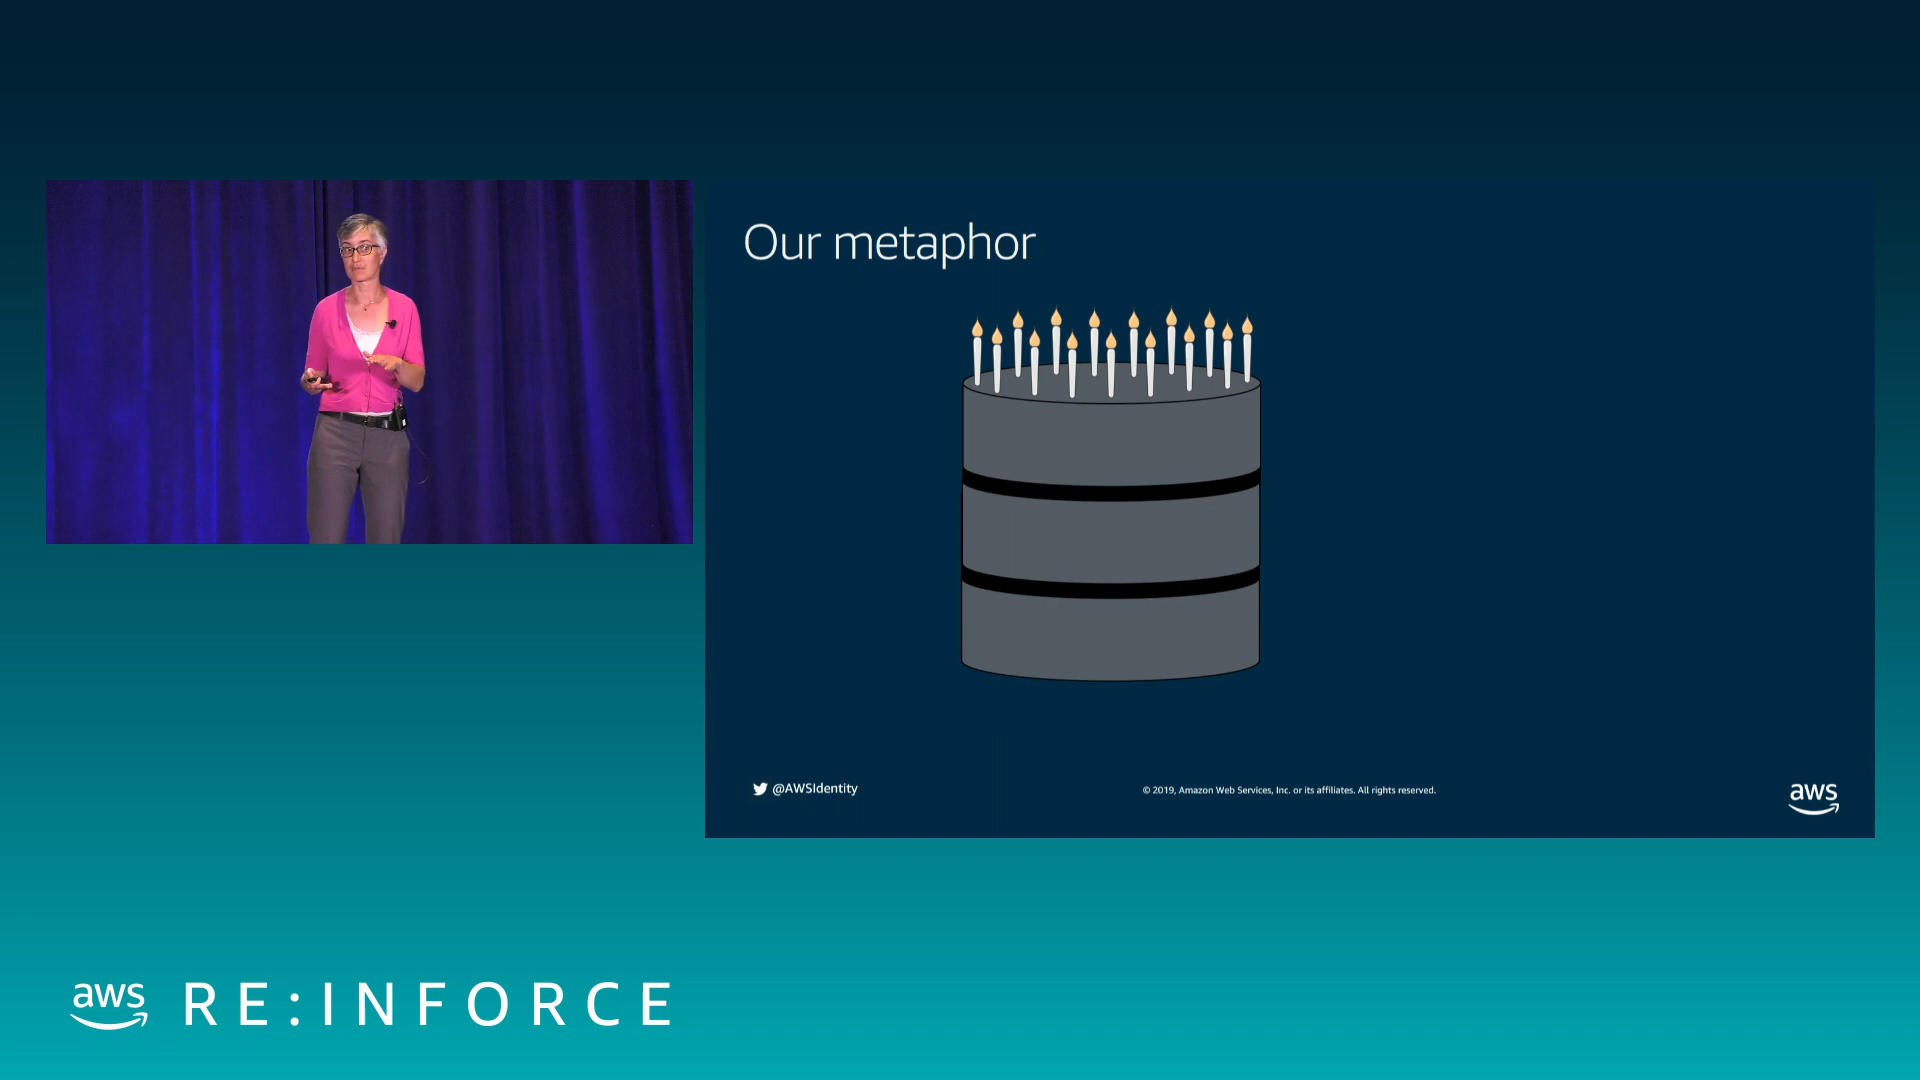 Our metaphor
@AWSIdentity
© 2019, Amazon Web Services, Inc. or its affiliates. All rights reserved.
aws
aws RE:INFORCE